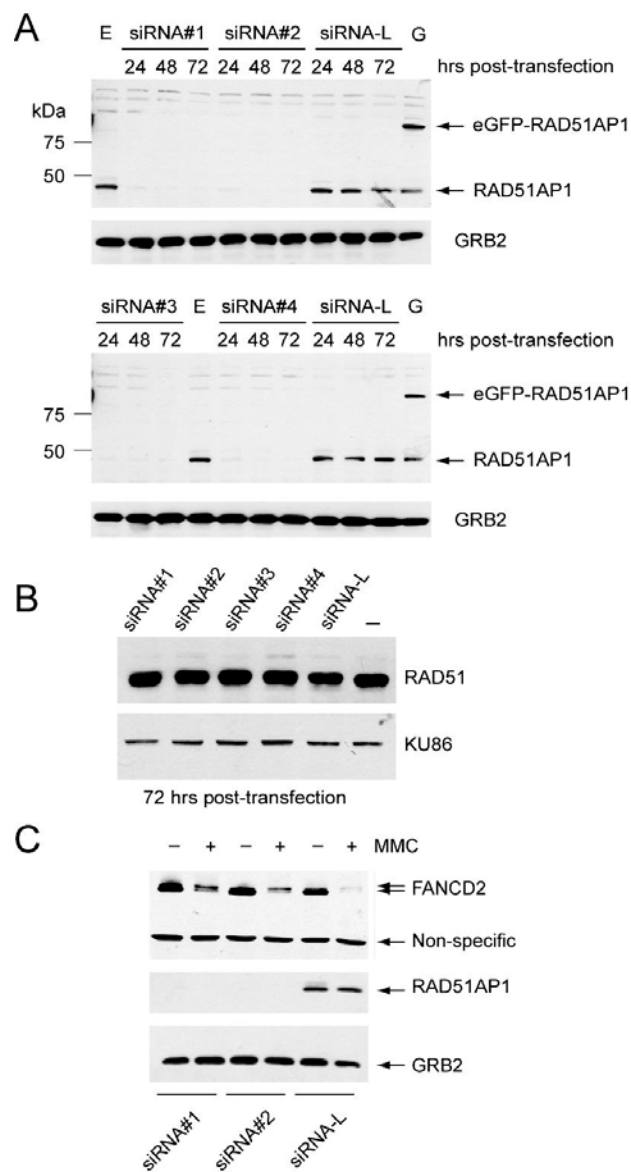 A
E siRNA#1 siRNA#2 siRNA-L G
24 48 72 24 48 72 24 48 72 hrs post-transfection
kDa
75
50
eGFP-RAD51AP1
RAD51AP1
GRB2
siRNA#3 E siRNA#4 siRNA-L G
24 48 72 24 48 72 24 48 72 hrs post-transfection
75
50
eGFP-RAD51AP1
RAD51AP1
GRB2
B
siRNA#1 siRNA#2 siRNA#3 siRNA#4 siRNA-L –
RAD51
KU86
72 hrs post-transfection
C
– + – + – + MMC
FANCD2
Non-specific
RAD51AP1
GRB2
siRNA#1 siRNA#2 siRNA-L